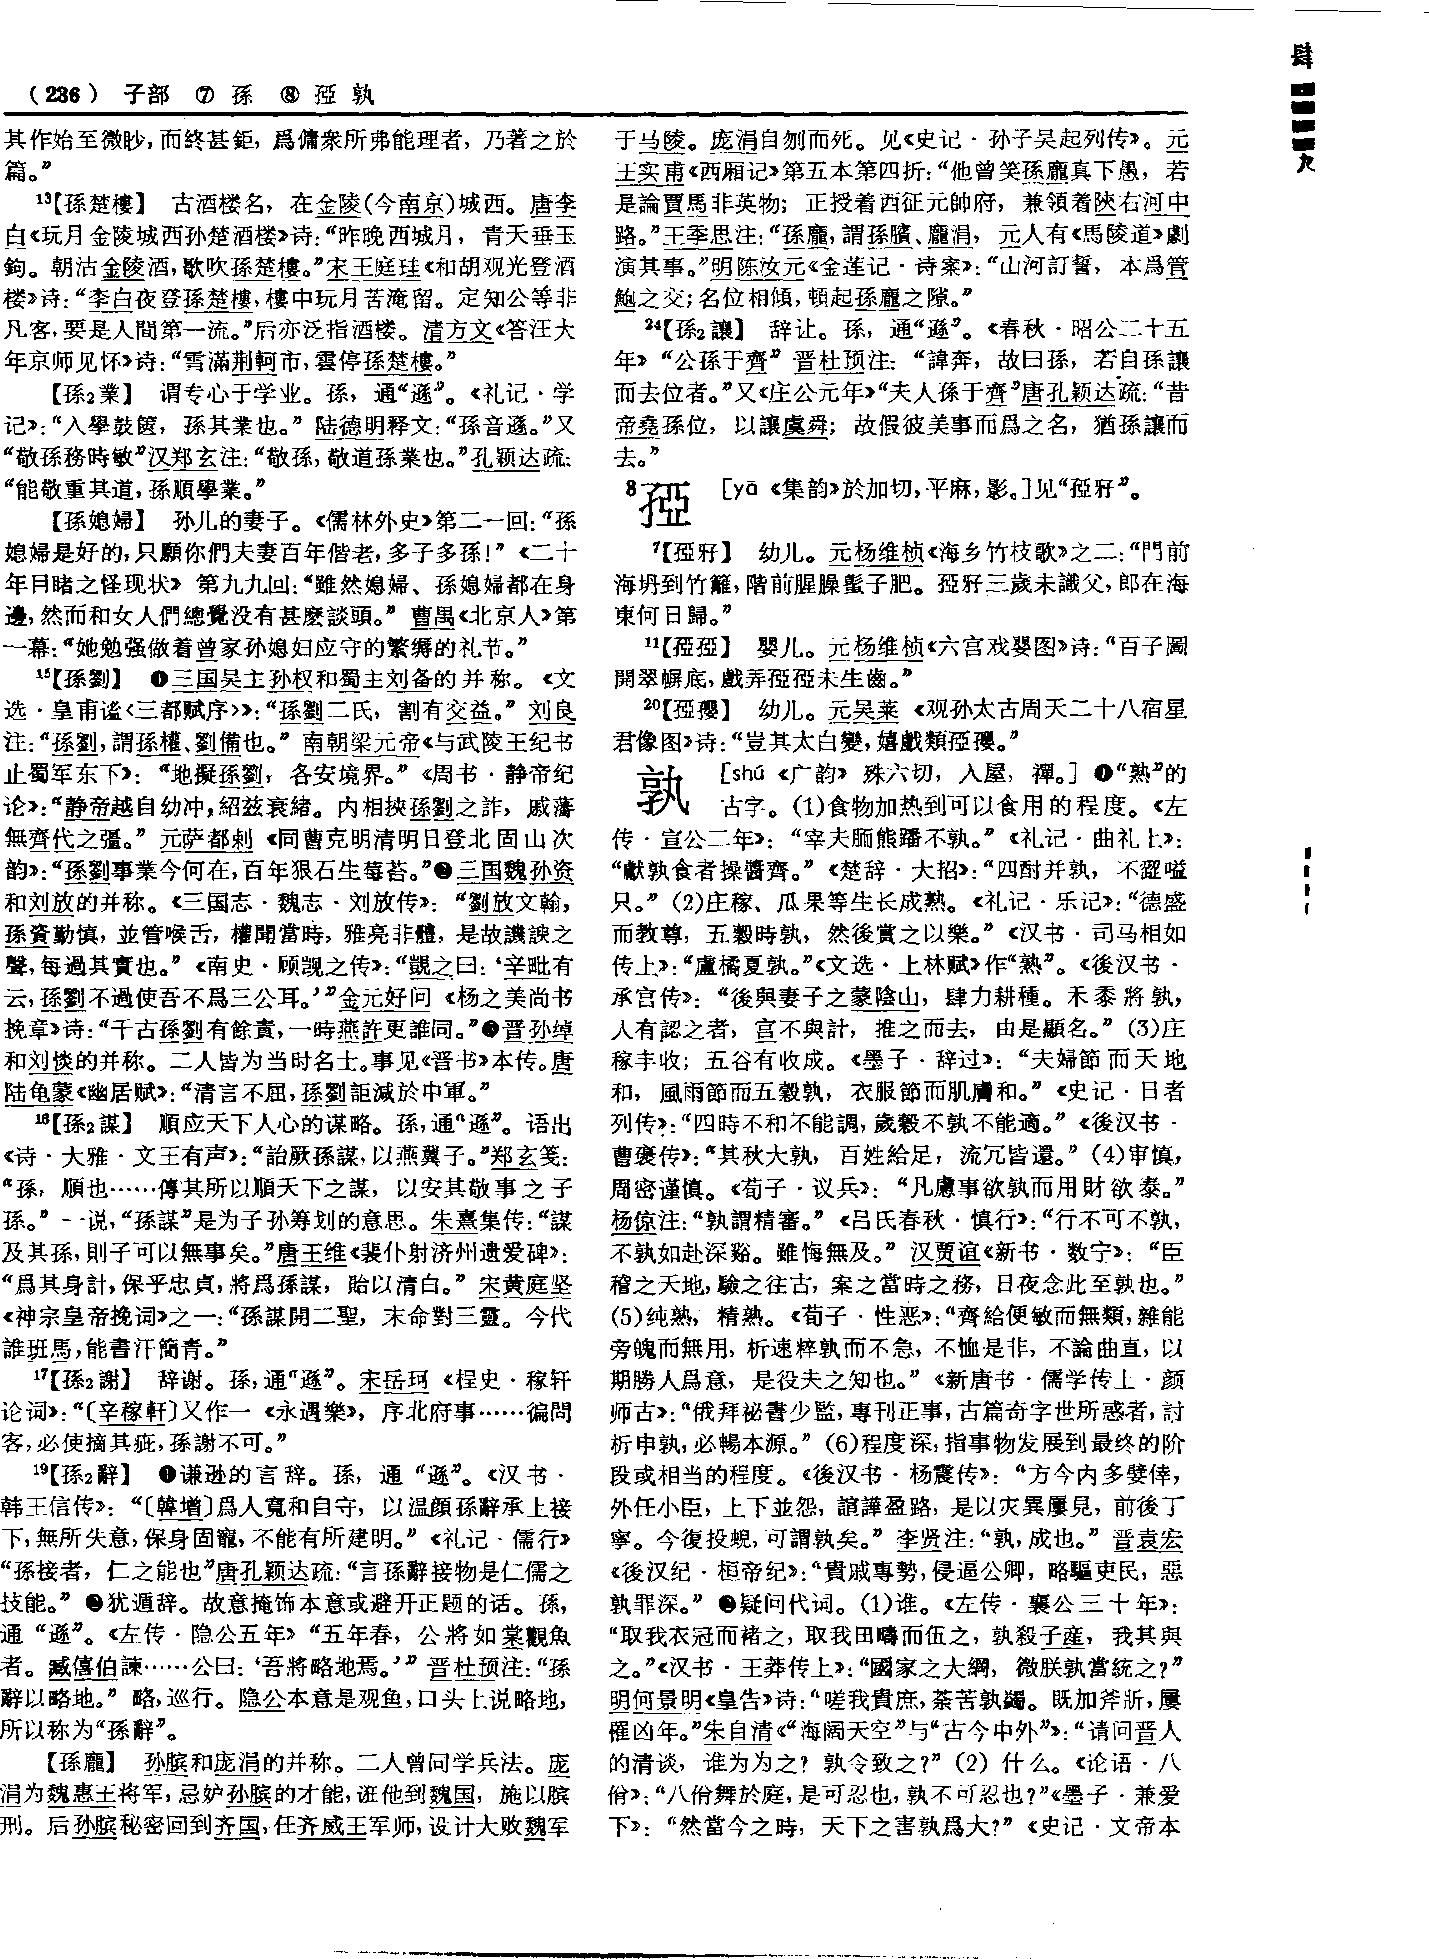 (236) 子部 ⑦ 孫 ⑧ 孲 孰
肆
九
其作始至微眇，而終甚鉅，爲傭衆所弗能理者，乃著之於
篇。”
13【孫楚樓】 古酒楼名，在金陵(今南京)城西。唐李
白《玩月金陵城西孙楚酒楼》诗：“昨晚西城月，青天垂玉
鉤。朝沽金陵酒，歌吹孫楚樓。”宋王庭珪《和胡观光登酒
楼》诗：“李白夜登孫楚樓，樓中玩月苦淹留。定知公等非
凡客，要是人間第一流。”后亦泛指酒楼。清方文《答汪大
年京师见怀》诗：“雪滿荆軻市，雲停孫楚樓。”
【孫2業】 谓专心于学业。孫，通“遜”。《礼记·学
记》：“入學鼓篋，孫其業也。”陆德明释文：“孫音遜。”又
“敬孫務時敏”汉郑玄注：“敬孫，敬道孫業也。”孔颖达疏：
“能敬重其道，孫順學業。”
【孫媳婦】 孙儿的妻子。《儒林外史》第二一回：“孫
媳婦是好的，只願你們夫妻百年偕老，多子多孫！”《二十
年目睹之怪现状》第九九回：“雖然媳婦、孫媳婦都在身
邊，然而和女人們總覺没有甚麽談頭。”曹禺《北京人》第
一幕：“她勉强做着曾家孙媳妇应守的繁缛的礼节。”
15【孫劉】 ❶三国吴主孙权和蜀主刘备的并称。《文
选·皇甫谧〈三都赋序〉》：“孫劉二氏，割有交益。”刘良
注：“孫劉，謂孫權、劉備也。”南朝梁元帝《与武陵王纪书
止蜀军东下》：“地擬孫劉，各安境界。”《周书·静帝纪
论》：“静帝越自幼冲，紹兹衰緒。内相挾孫劉之詐，戚藩
無齊代之彊。”元萨都剌《同曹克明清明日登北固山次
韵》：“孫劉事業今何在，百年狠石生莓苔。”❷三国魏孙资
和刘放的并称。《三国志·魏志·刘放传》：“劉放文翰，
孫資勤慎，並管喉舌，權聞當時，雅亮非體，是故譏諛之
聲，每過其實也。”《南史·顾觊之传》：“覬之曰：‘辛毗有
云，孫劉不過使吾不爲三公耳。’”金元好问《杨之美尚书
挽章》诗：“千古孫劉有餘責，一時燕許更誰同。”❸晋孙绰
和刘惔的并称。二人皆为当时名士。事见《晋书》本传。唐
陆龟蒙《幽居赋》：“清言不屈，孫劉詎減於中軍。”
16【孫2謀】 順应天下人心的谋略。孫，通“遜”。语出
《诗·大雅·文王有声》：“詒厥孫謀，以燕翼子。”郑玄笺：
“孫，順也……傳其所以順天下之謀，以安其敬事之子
孫。”一说，“孫謀”是为子孙筹划的意思。朱熹集传：“謀
及其孫，則子可以無事矣。”唐王维《裴仆射济州遗爱碑》：
“爲其身計，保乎忠貞，將爲孫謀，貽以清白。”宋黄庭坚
《神宗皇帝挽词》之一：“孫謀開二聖，末命對三靈。今代
誰班馬，能書汗簡青。”
17【孫2謝】 辞谢。孫，通“遜”。宋岳珂《桯史·稼轩
论词》：“〔辛稼軒〕又作一《永遇樂》，序北府事……徧問
客，必使摘其疵，孫謝不可。”
19【孫2辭】 ❶谦逊的言辞。孫，通“遜”。《汉书·
韩王信传》：“〔韓增〕爲人寬和自守，以温顔孫辭承上接
下，無所失意，保身固寵，不能有所建明。”《礼记·儒行》
“孫接者，仁之能也”唐孔颖达疏：“言孫辭接物是仁儒之
技能。”❷犹遁辞。故意掩饰本意或避开正题的话。孫，
通“遜”。《左传·隐公五年》“五年春，公將如棠觀魚
者。臧僖伯諫……公曰：‘吾將略地焉。’”晋杜预注：“孫
辭以略地。”略，巡行。隐公本意是观鱼，口头上说略地，
所以称为“孫辭”。
【孫龐】 孙膑和庞涓的并称。二人曾同学兵法。庞
涓为魏惠王将军，忌妒孙膑的才能，诳他到魏国，施以膑
刑。后孙膑秘密回到齐国，任齐威王军师，设计大败魏军
于马陵。庞涓自刎而死。见《史记·孙子吴起列传》。元
王实甫《西厢记》第五本第四折：“他曾笑孫龐真下愚，若
是論賈馬非英物；正授着西征元帥府，兼領着陝右河中
路。”王季思注：“孫龐，謂孫臏、龐涓，元人有《馬陵道》劇
演其事。”明陈汝元《金莲记·诗案》：“山河訂誓，本爲管
鮑之交；名位相傾，頓起孫龐之隙。”
24【孫2讓】 辞让。孫，通“遜”。《春秋·昭公二十五
年》“公孫于齊”晋杜预注：“諱奔，故曰孫，若自孫讓
而去位者。”又《庄公元年》“夫人孫于齊”唐孔颖达疏：“昔
帝堯孫位，以讓虞舜；故假彼美事而爲之名，猶孫讓而
去。”
8孲 [yā 《集韵》於加切，平麻，影。]见“孲㜿”。
7【孲㜿】 幼儿。元杨维桢《海乡竹枝歌》之二：“門前
海坍到竹籬，階前腥臊蟚子肥。孲㜿三歲未識父，郎在海
東何日歸。”
11【孲孲】 婴儿。元杨维桢《六宫戏婴图》诗：“百子圖
開翠幈底，戲弄孲孲未生齒。”
20【孲孾】 幼儿。元吴莱《观孙太古周天二十八宿星
君像图》诗：“豈其太白變，嬉戲類孲孾。”
孰 [shú 《广韵》殊六切，入屋，禪。] ❶“熟”的
古字。(1)食物加热到可以食用的程度。《左
传·宣公二年》：“宰夫胹熊蹯不孰。”《礼记·曲礼上》：
“獻孰食者操醬齊。”《楚辞·大招》：“四酎并孰，不歰嗌
只。”(2)庄稼、瓜果等生长成熟。《礼记·乐记》：“德盛
而教尊，五穀時孰，然後賞之以樂。”《汉书·司马相如
传上》：“盧橘夏孰。”《文选·上林赋》作“熟”。《後汉书·
承宫传》：“後與妻子之蒙陰山，肆力耕種。禾黍將孰，
人有認之者，宫不與計，推之而去，由是顯名。”(3)庄
稼丰收；五谷有收成。《墨子·辞过》：“夫婦節而天地
和，風雨節而五穀孰，衣服節而肌膚和。”《史记·日者
列传》：“四時不和不能調，歲穀不孰不能適。”《後汉书·
曹褒传》：“其秋大孰，百姓給足，流冗皆還。”(4)审慎，
周密谨慎。《荀子·议兵》：“凡慮事欲孰而用財欲泰。”
杨倞注：“孰謂精審。”《吕氏春秋·慎行》：“行不可不孰，
不孰如赴深谿。雖悔無及。”汉贾谊《新书·数宁》：“臣
稽之天地，驗之往古，案之當時之務，日夜念此至孰也。”
(5)纯熟，精熟。《荀子·性恶》：“齊給便敏而無類，雜能
旁魄而無用，析速粹孰而不急，不恤是非，不論曲直，以
期勝人爲意，是役夫之知也。”《新唐书·儒学传上·颜
师古》：“俄拜祕書少監，專刊正事，古篇奇字世所惑者，討
析申孰，必暢本源。”(6)程度深，指事物发展到最终的阶
段或相当的程度。《後汉书·杨震传》：“方今内多嬖倖，
外任小臣，上下並怨，諠譁盈路，是以灾異屢見，前後丁
寧。今復投蜺，可謂孰矣。”李贤注：“孰，成也。”晋袁宏
《後汉纪·桓帝纪》：“貴戚專勢，侵逼公卿，略驅吏民，惡
孰罪深。”❷疑问代词。(1)谁。《左传·襄公三十年》：
“取我衣冠而褚之，取我田疇而伍之，孰殺子産，我其與
之。”《汉书·王莽传上》：“國家之大綱，微朕孰當統之？”
明何景明《皇告》诗：“嗟我貴庶，荼苦孰蠲。既加斧斨，屢
罹凶年。”朱自清《“海阔天空”与“古今中外”》：“请问晋人
的清谈，谁为为之？孰令致之？”(2) 什么。《论语·八
佾》：“八佾舞於庭，是可忍也，孰不可忍也？”《墨子·兼爱
下》：“然當今之時，天下之害孰爲大？”《史记·文帝本